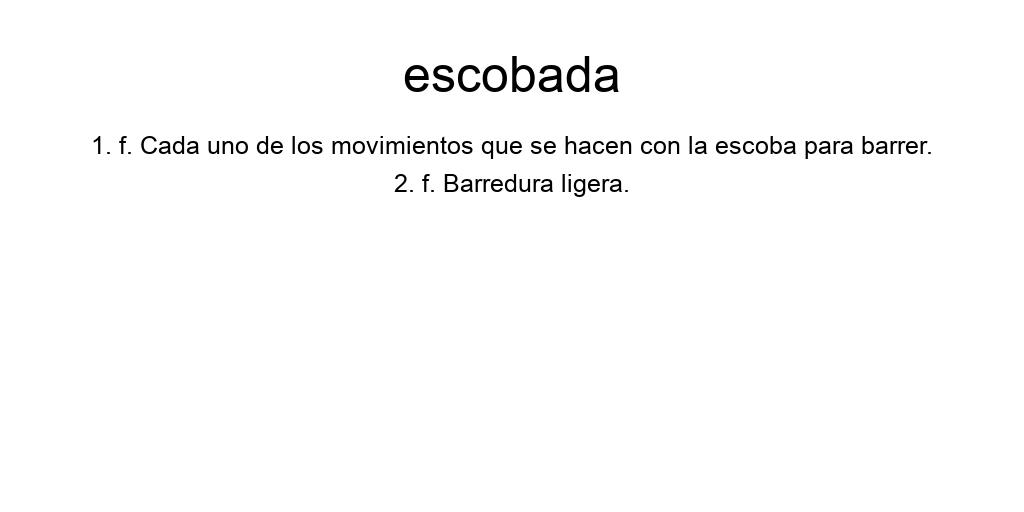 escobada
1. f. Cada uno de los movimientos que se hacen con la escoba para barrer.
2. f. Barredura ligera.